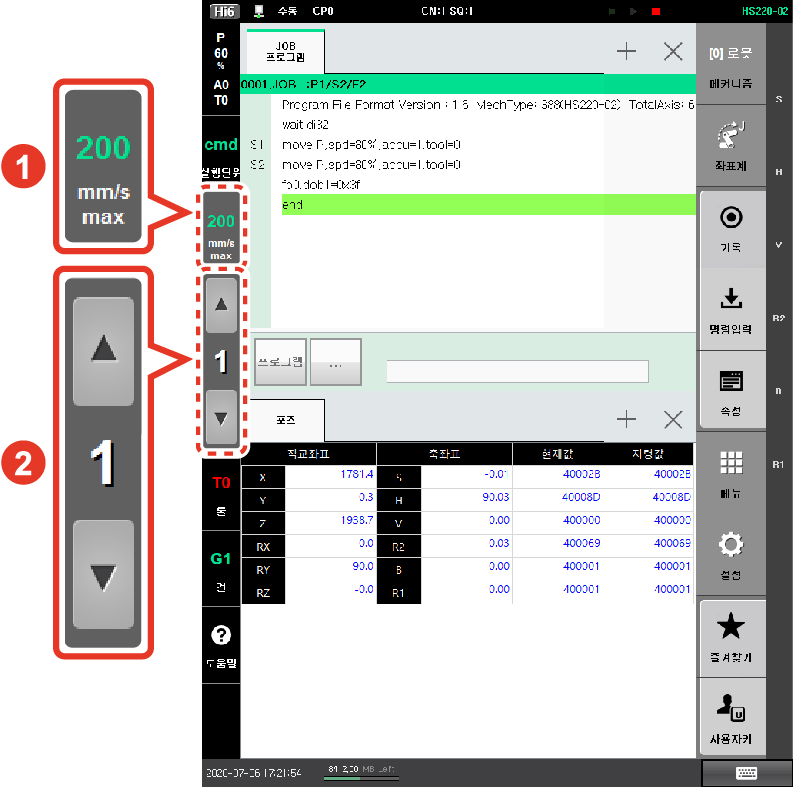 Hi6 수동 CP0 CN:1 SQ:1 HS220-02
P
60
%
A0
T0
cmd
실행단위
200
mm/s
max
1
T0
툴
G1
건
도움말
1
200
mm/s
max
2
1
JOB
프로그램
0001.JOB :P1/S2/F2
Program File Format Version : 1.6 MechType: 588(HS220-02) TotalAxis: 6
wait di32
S1 move P,spd=80%,accu=1,tool=0
S2 move P,spd=80%,accu=1,tool=0
fb0.dob1=0x3f
end
프로그램
...
포즈
직교좌표 축좌표 현재값 지령값
X 1781.4 S -0.01 40002B 40002B
Y 0.3 H 90.03 40008D 40008D
Z 1938.7 V 0.00 400000 400000
RX 0.0 R2 0.03 400069 400069
RY 90.0 B 0.00 400001 400001
RZ -0.0 R1 0.00 400001 400001
[0] 로봇
메커니즘
좌표계
기록
명령입력
속성
메뉴
설정
즐겨찾기
사용자키
S
H
V
R2
B
R1
2020-07-06 17:21:54
MB Left